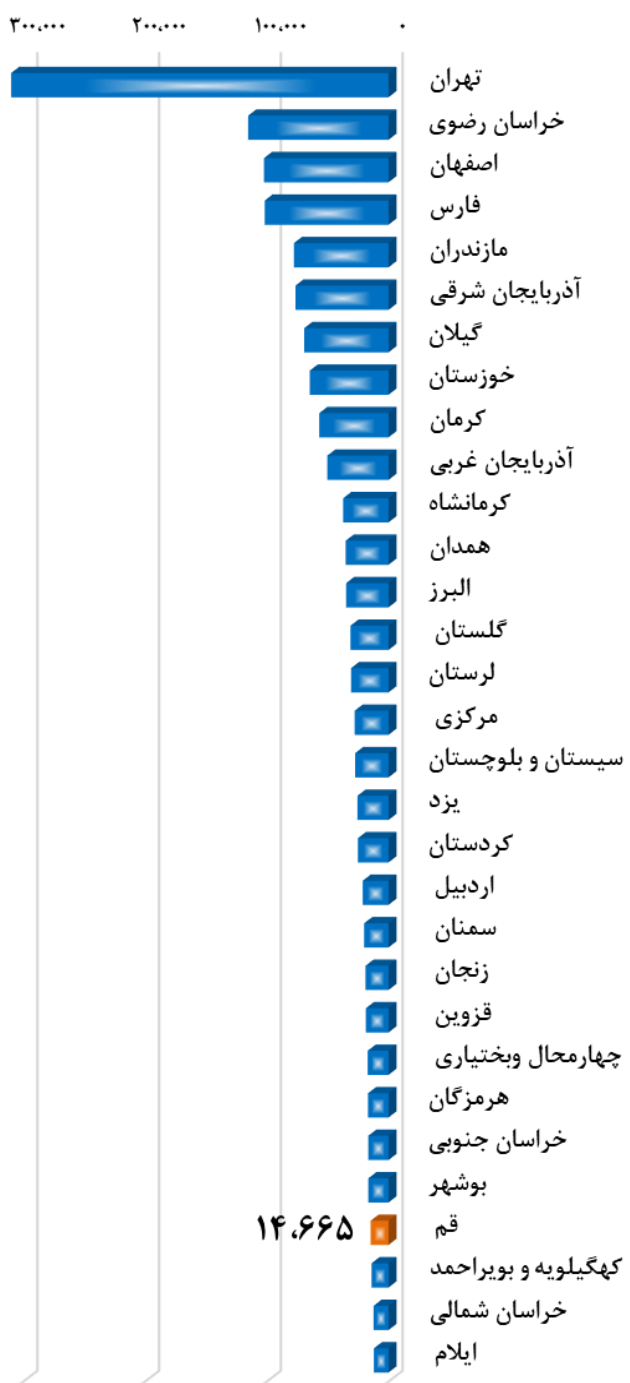 ۰ ۱۰۰،۰۰۰ ۲۰۰،۰۰۰ ۳۰۰،۰۰۰
تهران
خراسان رضوی
اصفهان
فارس
مازندران
آذربایجان شرقی
گیلان
خوزستان
کرمان
آذربایجان غربی
کرمانشاه
همدان
البرز
گلستان
لرستان
مرکزی
سیستان و بلوچستان
یزد
کردستان
اردبیل
سمنان
زنجان
قزوین
چهارمحال وبختیاری
هرمزگان
خراسان جنوبی
بوشهر
قم ۱۴،۶۶۵
کهگیلویه و بویراحمد
خراسان شمالی
ایلام